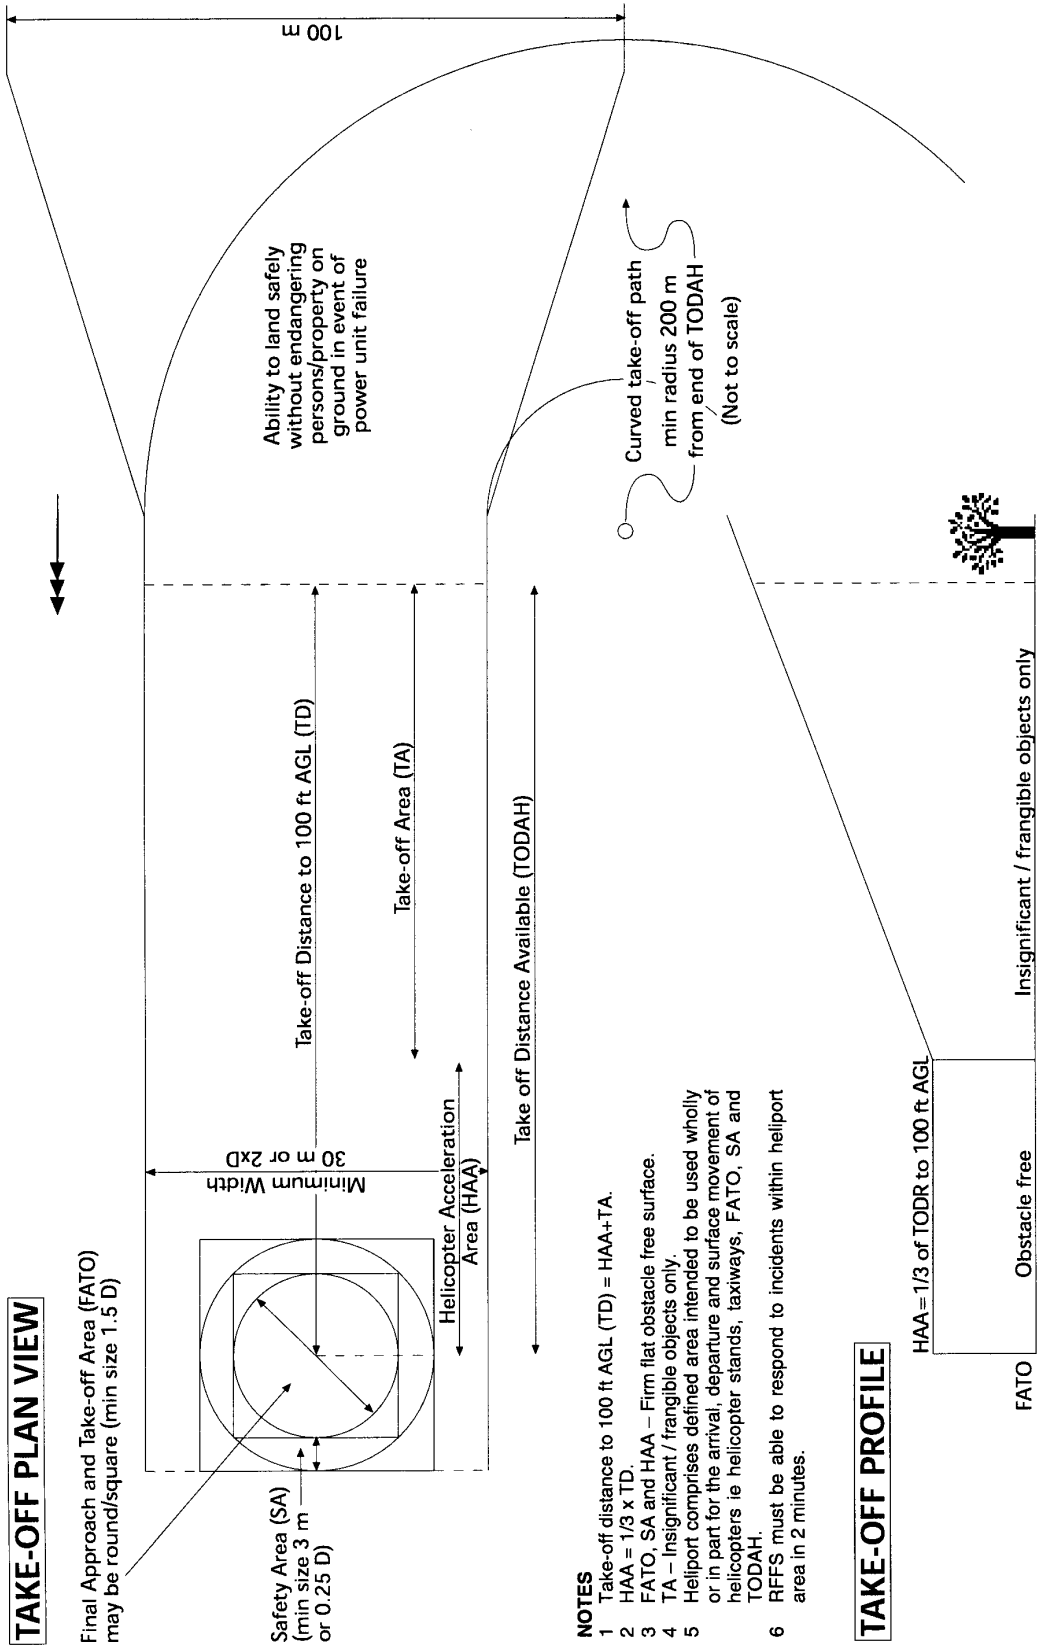 TAKE-OFF PLAN VIEW
Final Approach and Take-off Area (FATO)
may be round/square (min size 1.5 D)
Safety Area (SA)
(min size 3 m
or 0.25 D)
Minimum Width
30 m or 2xD
Helicopter Acceleration
Area (HAA)
Take-off Distance to 100 ft AGL (TD)
Take-off Area (TA)
Take off Distance Available (TODAH)
Ability to land safely
without endangering
persons/property on
ground in event of
power unit failure
100 m
Curved take-off path
min radius 200 m
from end of TODAH
(Not to scale)
NOTES
1 Take-off distance to 100 ft AGL (TD) = HAA+TA.
2 HAA = 1/3 x TD.
3 FATO, SA and HAA – Firm flat obstacle free surface.
4 TA – Insignificant / frangible objects only.
5 Heliport comprises defined area intended to be used wholly
or in part for the arrival, departure and surface movement of
helicopters ie helicopter stands, taxiways, FATO, SA and
TODAH.
6 RFFS must be able to respond to incidents within heliport
area in 2 minutes.
TAKE-OFF PROFILE
HAA = 1/3 of TODR to 100 ft AGL
FATO
Obstacle free
Insignificant / frangible objects only